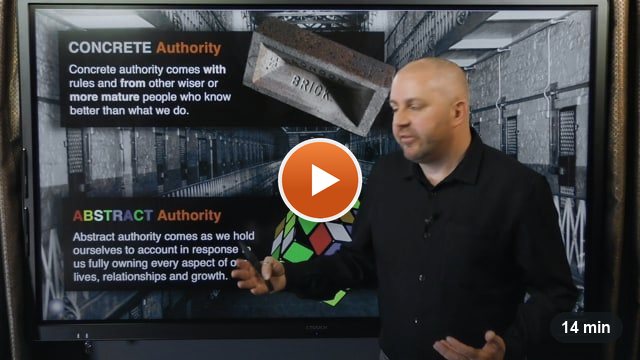 CONCRETE Authority
Concrete authority comes with
rules and from other wiser or
more mature people who know
better than what we do.
BRICK
ABSTRACT Authority
Abstract authority comes as we hold
ourselves to account in response
us fully owning every aspect of
lives, relationships and growth.
CTOUCH
14 min